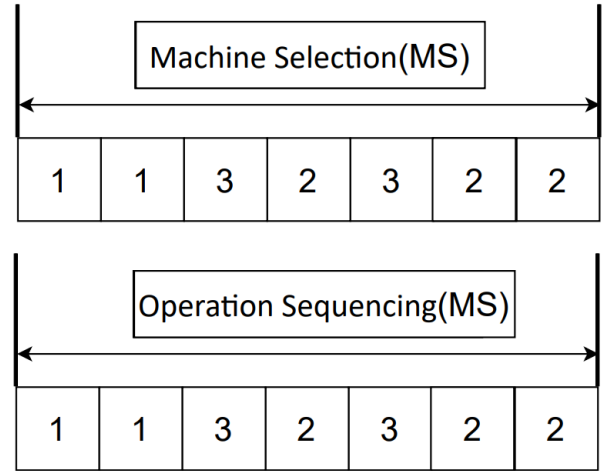 Machine Selection(MS)
1 1 3 2 3 2 2
Operation Sequencing(MS)
1 1 3 2 3 2 2